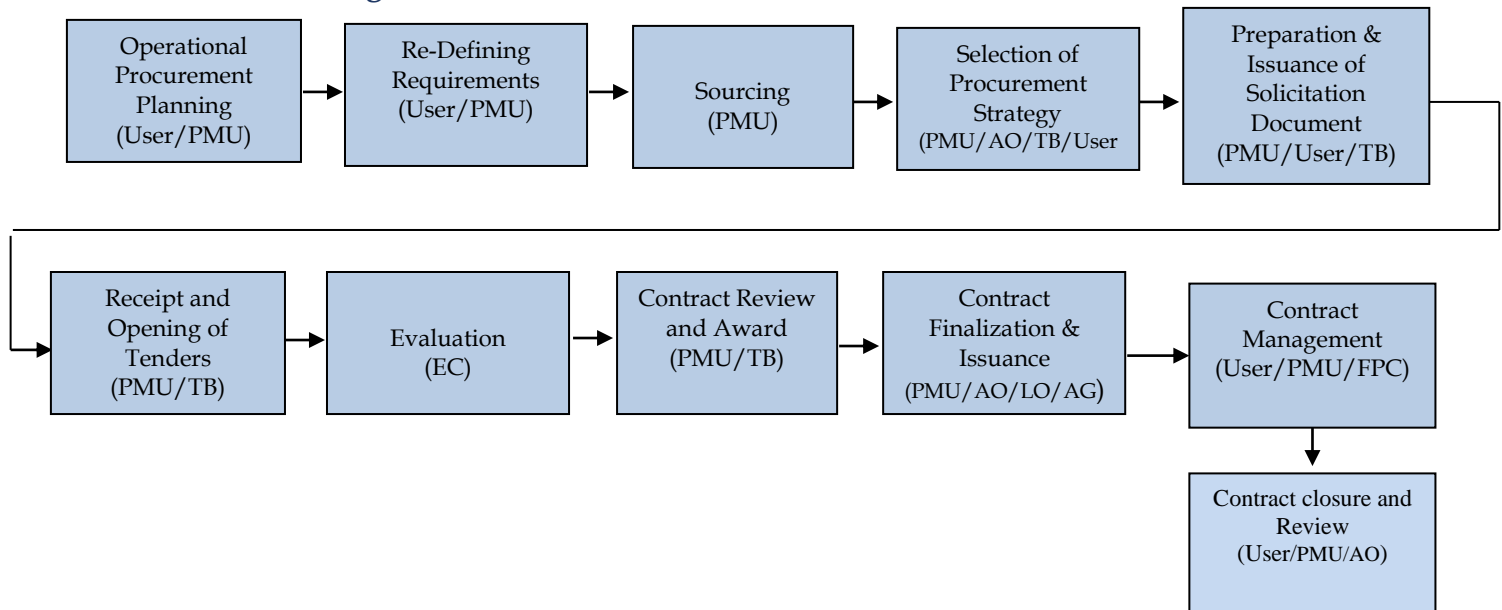 Operational
Procurement
Planning
(User/PMU)
Re-Defining
Requirements
(User/PMU)
Sourcing
(PMU)
Selection of
Procurement
Strategy
(PMU/AO/TB/User
Preparation &
Issuance of
Solicitation
Document
(PMU/User/TB)
Receipt and
Opening of
Tenders
(PMU/TB)
Evaluation
(EC)
Contract Review
and Award
(PMU/TB)
Contract
Finalization &
Issuance
(PMU/AO/LO/AG)
Contract
Management
(User/PMU/FPC)
Contract closure and
Review
(User/PMU/AO)